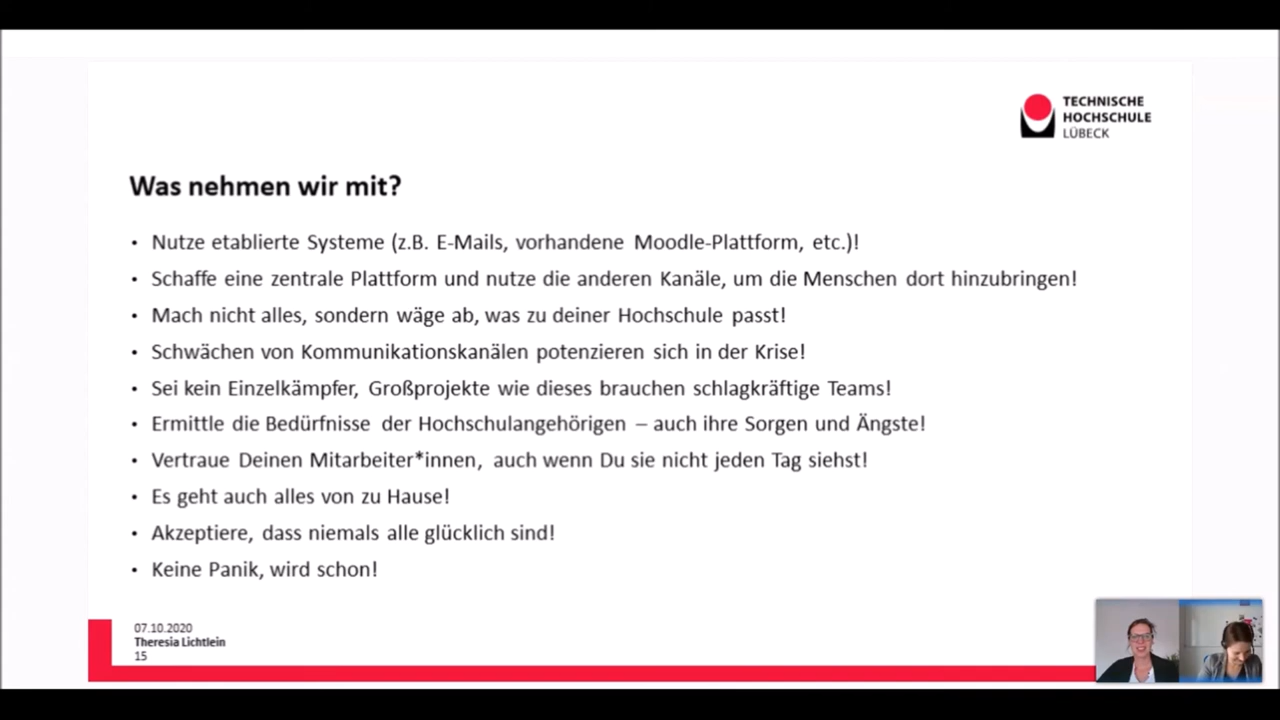 TECHNISCHE
HOCHSCHULE
LÜBECK
Was nehmen wir mit?
• Nutze etablierte Systeme (z.B. E-Mails, vorhandene Moodle-Plattform, etc.)!
• Schaffe eine zentrale Plattform und nutze die anderen Kanäle, um die Menschen dort hinzubringen!
• Mach nicht alles, sondern wäge ab, was zu deiner Hochschule passt!
• Schwächen von Kommunikationskanälen potenzieren sich in der Krise!
• Sei kein Einzelkämpfer, Großprojekte wie dieses brauchen schlagkräftige Teams!
• Ermittle die Bedürfnisse der Hochschulangehörigen – auch ihre Sorgen und Ängste!
• Vertraue Deinen Mitarbeiter*innen, auch wenn Du sie nicht jeden Tag siehst!
• Es geht auch alles von zu Hause!
• Akzeptiere, dass niemals alle glücklich sind!
• Keine Panik, wird schon!
07.10.2020
Theresia Lichtlein
15